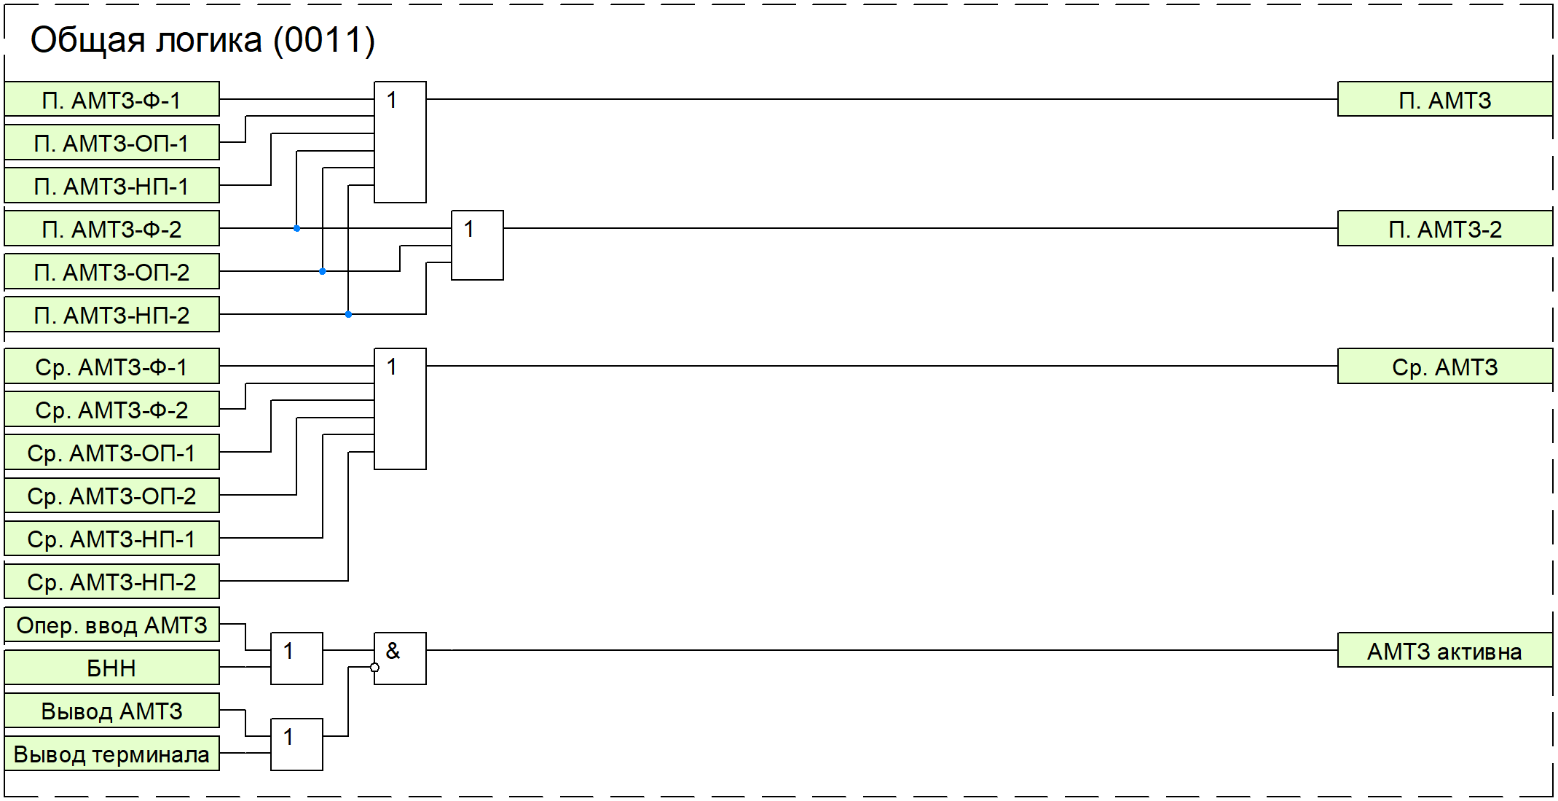 Общая логика (0011)
П. АМТЗ-Ф-1
1
П. АМТЗ
П. АМТЗ-ОП-1
П. АМТЗ-НП-1
П. АМТЗ-Ф-2
1
П. АМТЗ-2
П. АМТЗ-ОП-2
П. АМТЗ-НП-2
Ср. АМТЗ-Ф-1
1
Ср. АМТЗ
Ср. АМТЗ-Ф-2
Ср. АМТЗ-ОП-1
Ср. АМТЗ-ОП-2
Ср. АМТЗ-НП-1
Ср. АМТЗ-НП-2
Опер. ввод АМТЗ
1
&
АМТЗ активна
БНН
Вывод АМТЗ
1
Вывод терминала